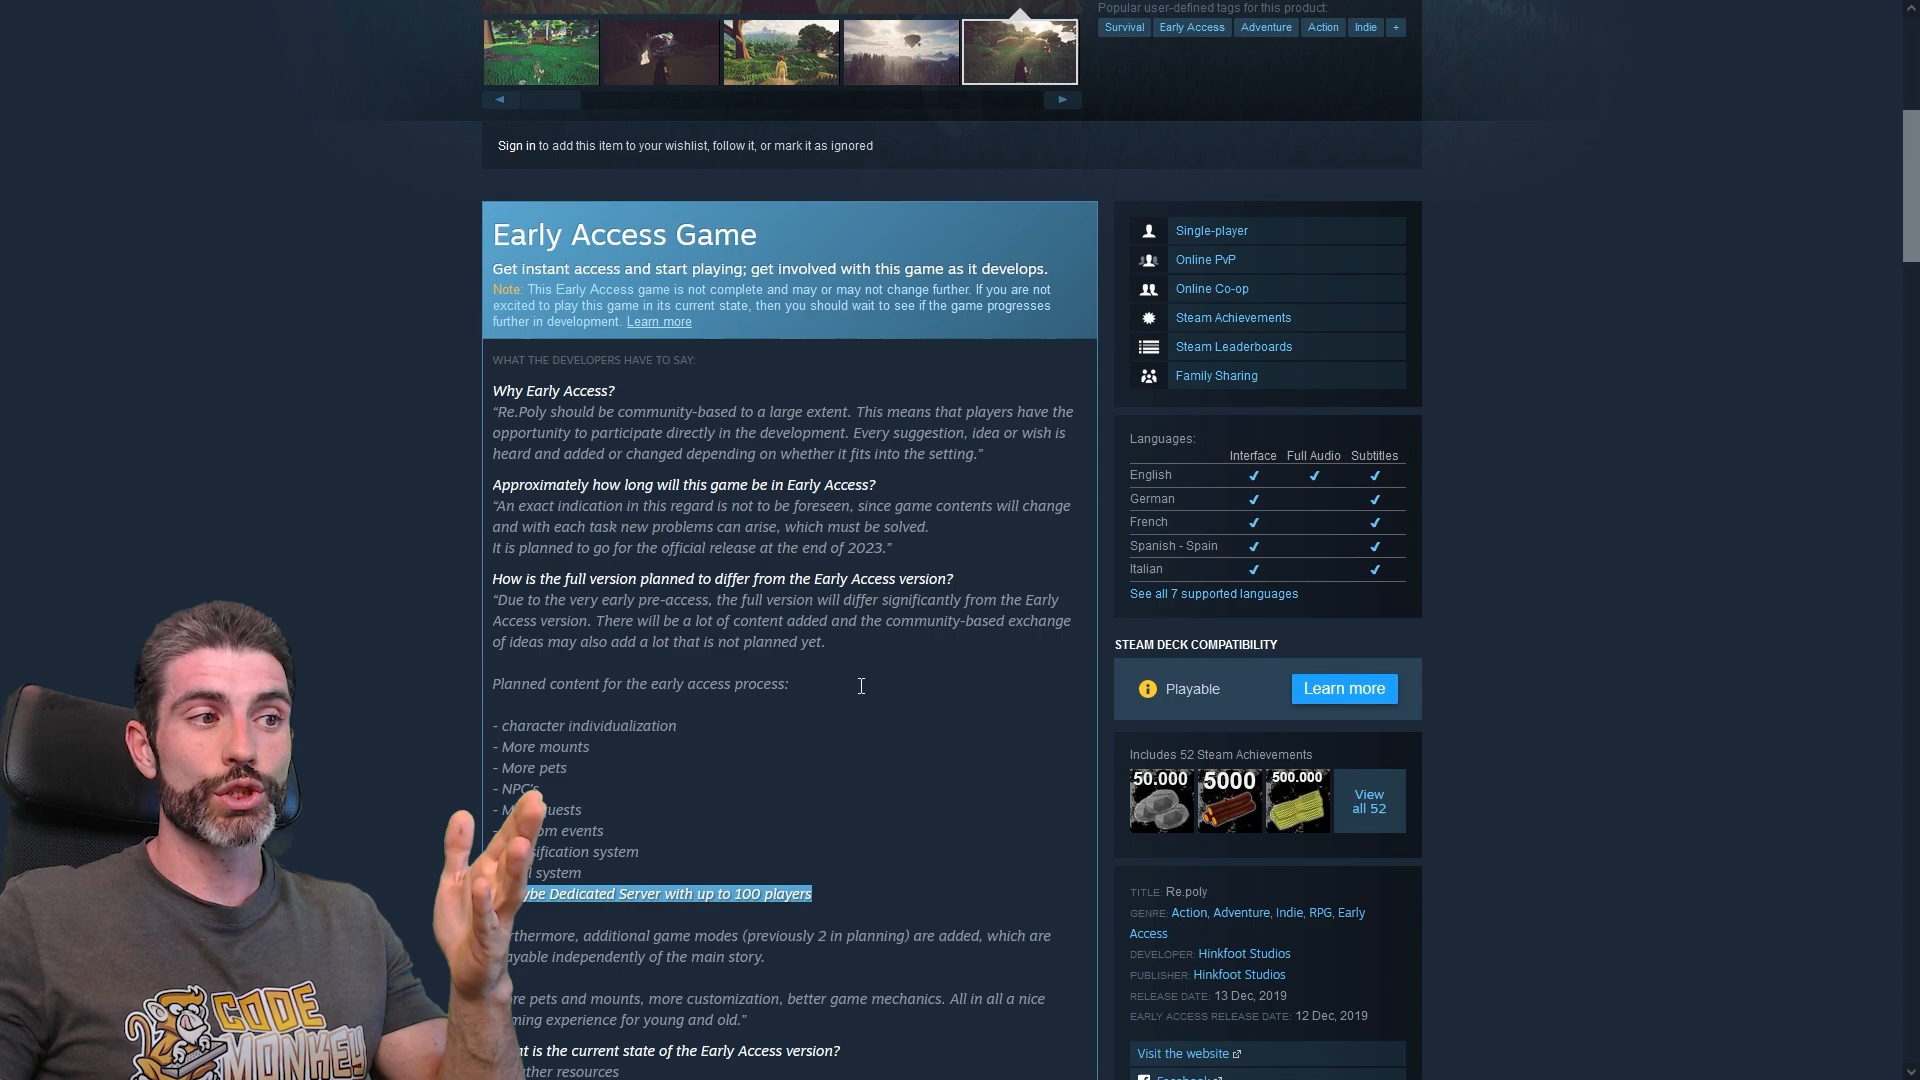 Popular user-defined tags for this product:
Survival Early Access Adventure Action Indie +
Sign in to add this item to your wishlist, follow it, or mark it as ignored
Early Access Game
Get instant access and start playing; get involved with this game as it develops.
Note: This Early Access game is not complete and may or may not change further. If you are not
excited to play this game in its current state, then you should wait to see if the game progresses
further in development. Learn more
WHAT THE DEVELOPERS HAVE TO SAY:
Why Early Access?
“Re.Poly should be community-based to a large extent. This means that players have the
opportunity to participate directly in the development. Every suggestion, idea or wish is
heard and added or changed depending on whether it fits into the setting.”
Approximately how long will this game be in Early Access?
“An exact indication in this regard is not to be foreseen, since game contents will change
and with each task new problems can arise, which must be solved.
It is planned to go for the official release at the end of 2023.”
How is the full version planned to differ from the Early Access version?
“Due to the very early pre-access, the full version will differ significantly from the Early
Access version. There will be a lot of content added and the community-based exchange
of ideas may also add a lot that is not planned yet.
Planned content for the early access process:
- character individualization
- More mounts
- More pets
- NPC's
events
system
system
Dedicated Server with up to 100 players
additional game modes (previously 2 in planning) are added, which are
independently of the main story.
pets and mounts, more customization, better game mechanics. All in all a nice
experience for young and old.”
is the current state of the Early Access version?
resources
Single-player
Online PvP
Online Co-op
Steam Achievements
Steam Leaderboards
Family Sharing
Languages:
Interface Full Audio Subtitles
English ✔ ✔ ✔
German ✔ ✔
French ✔ ✔
Spanish - Spain ✔ ✔
Italian ✔ ✔
See all 7 supported languages
STEAM DECK COMPATIBILITY
Playable
Learn more
Includes 52 Steam Achievements
50.000 5000 500.000
View
all 52
TITLE: Re.poly
GENRE: Action, Adventure, Indie, RPG, Early
Access
DEVELOPER: Hinkfoot Studios
PUBLISHER: Hinkfoot Studios
RELEASE DATE: 13 Dec, 2019
EARLY ACCESS RELEASE DATE: 12 Dec, 2019
Visit the website
CODE
MONKEY